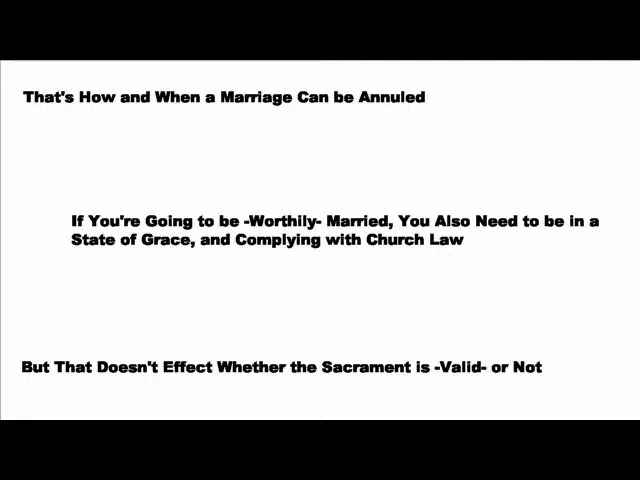 That's How and When a Marriage Can be Annuled
If You're Going to be -Worthily- Married, You Also Need to be in a
State of Grace, and Complying with Church Law
But That Doesn't Effect Whether the Sacrament is -Valid- or Not